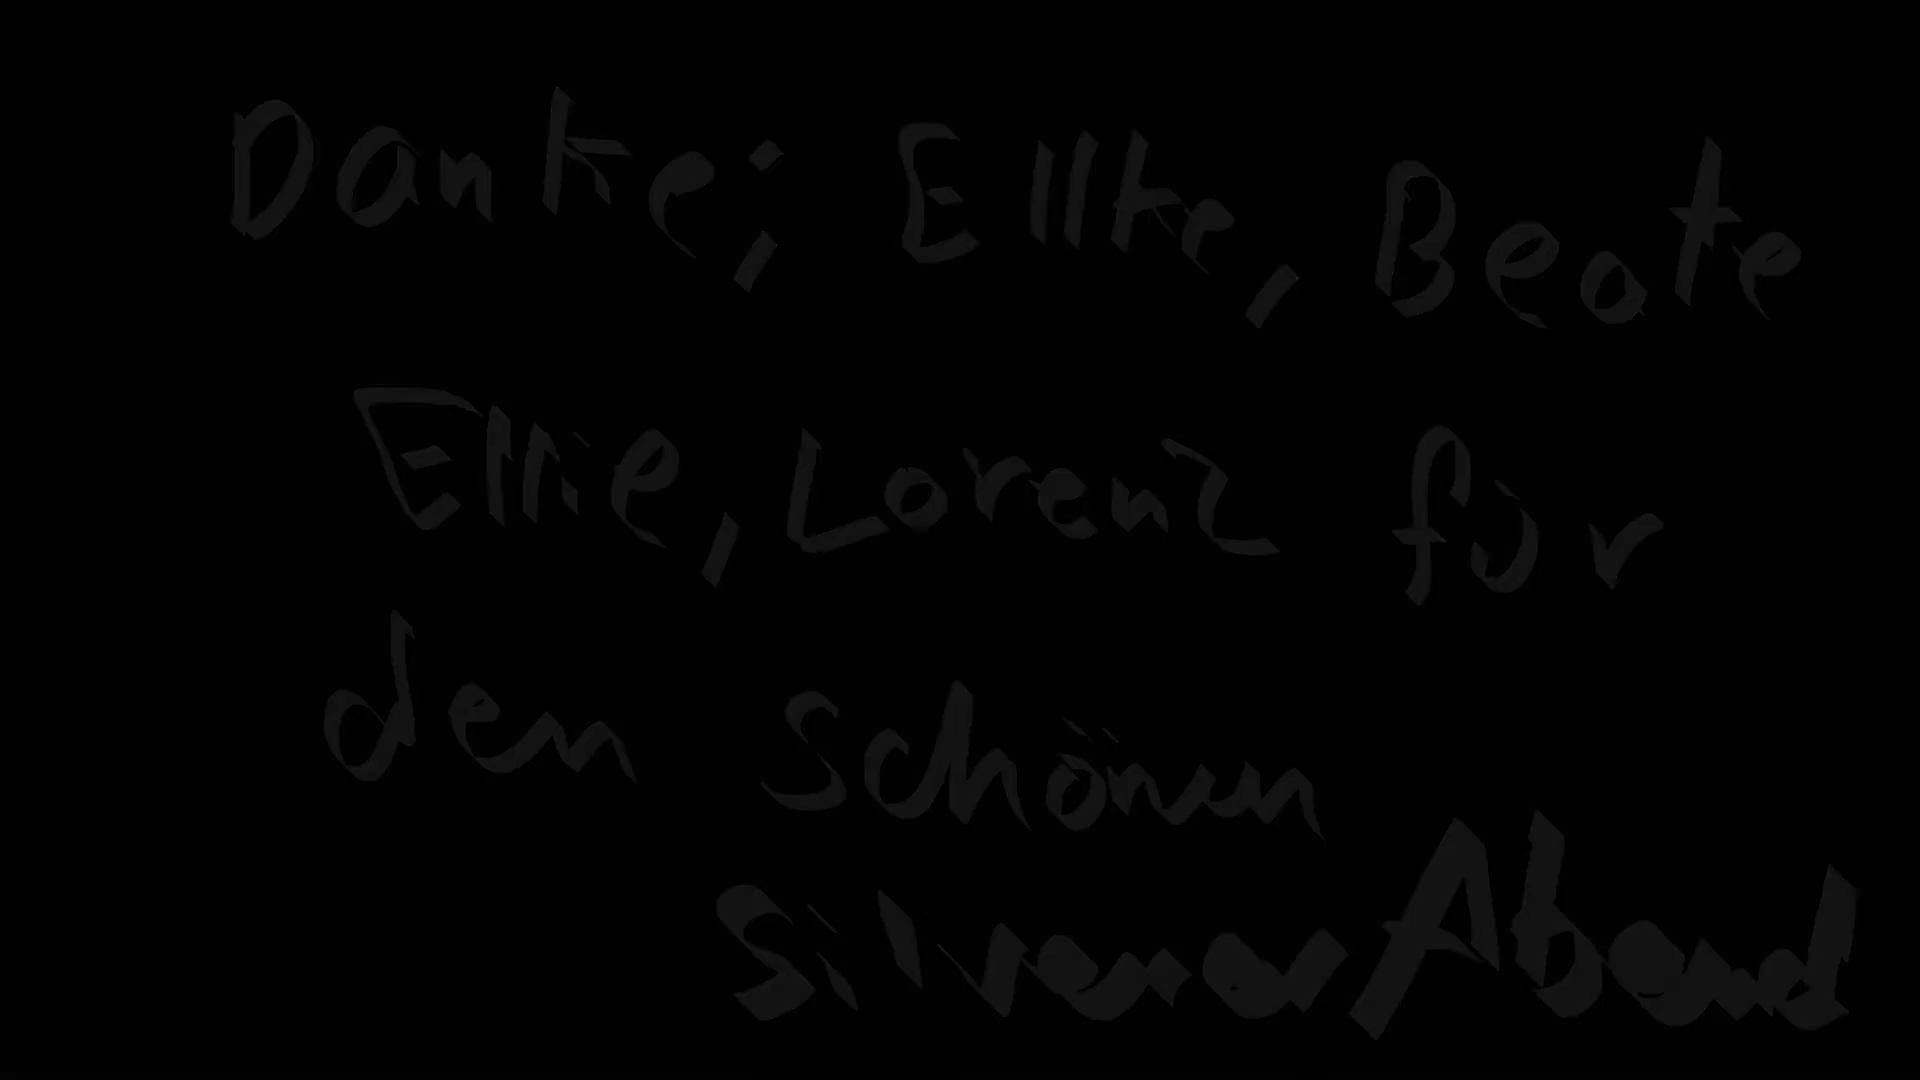 Danke; Ellke, Beate
Ellie, Lorenz für
den schönen
Silverer Abend